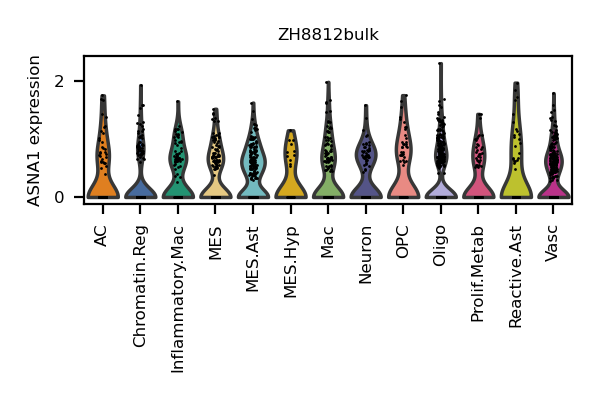 ZH8812bulk
ASNA1 expression
2
0
AC
Chromatin.Reg
Inflammatory.Mac
MES
MES.Ast
MES.Hyp
Mac
Neuron
OPC
Oligo
Prolif.Metab
Reactive.Ast
Vasc